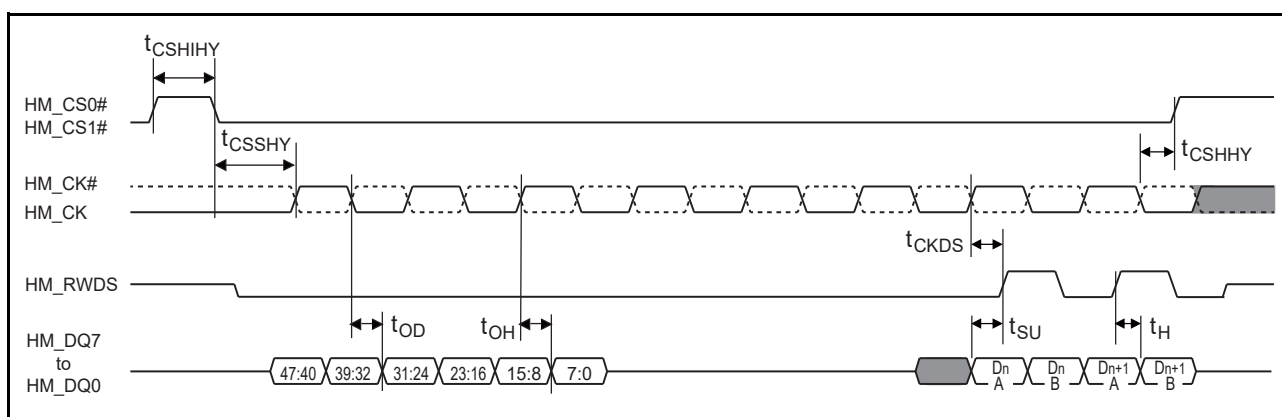 tCSHIHY
HM_CS0#
HM_CS1#
tCSSHY
tCSHHY
HM_CK#
HM_CK
tCKDS
HM_RWDS
tOD
tOH
tSU
tH
HM_DQ7
to
HM_DQ0
47:40 39:32 31:24 23:16 15:8 7:0
Dn Dn Dn+1 Dn+1
A B A B